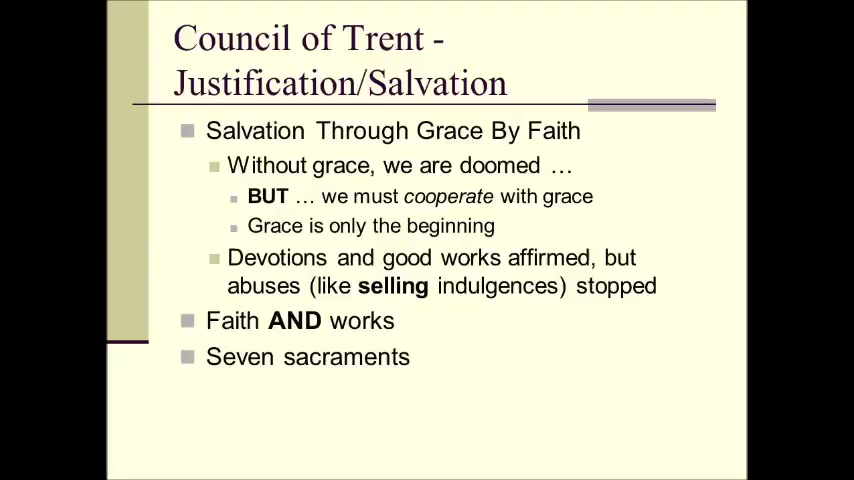 Council of Trent -
Justification/Salvation
Salvation Through Grace By Faith
Without grace, we are doomed …
BUT … we must cooperate with grace
Grace is only the beginning
Devotions and good works affirmed, but
abuses (like selling indulgences) stopped
Faith AND works
Seven sacraments